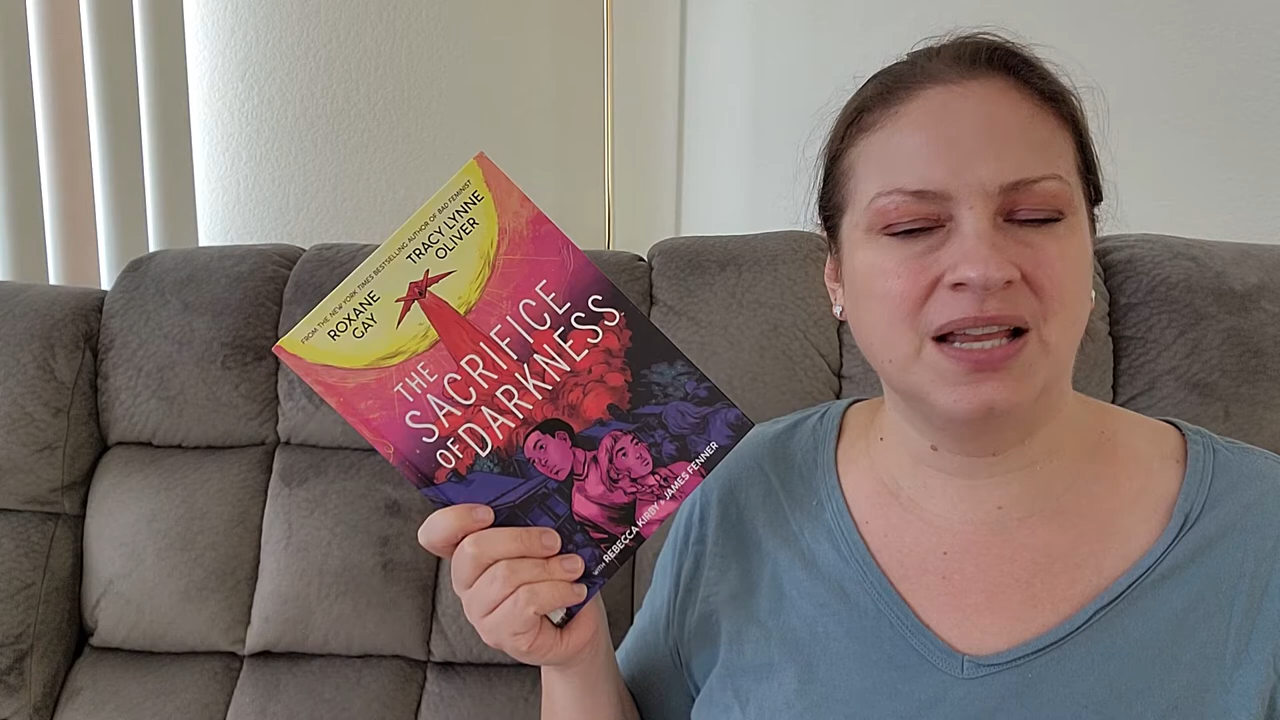 FROM THE NEW YORK TIMES BESTSELLING AUTHOR OF BAD FEMINIST
ROXANE
GAY
TRACY LYNNE
OLIVER
THE
SACRIFICE
OF DARKNESS
WITH REBECCA KIRBY & JAMES FENNER